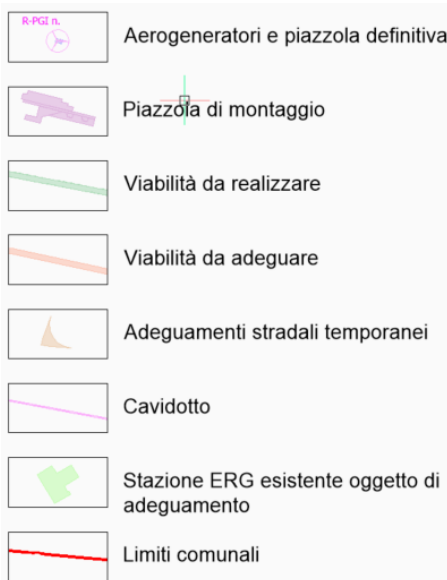 R-PGI n.
Aerogeneratori e piazzola definitiva
Piazzola di montaggio
Viabilità da realizzare
Viabilità da adeguare
Adeguamenti stradali temporanei
Cavidotto
Stazione ERG esistente oggetto di
adeguamento
Limiti comunali